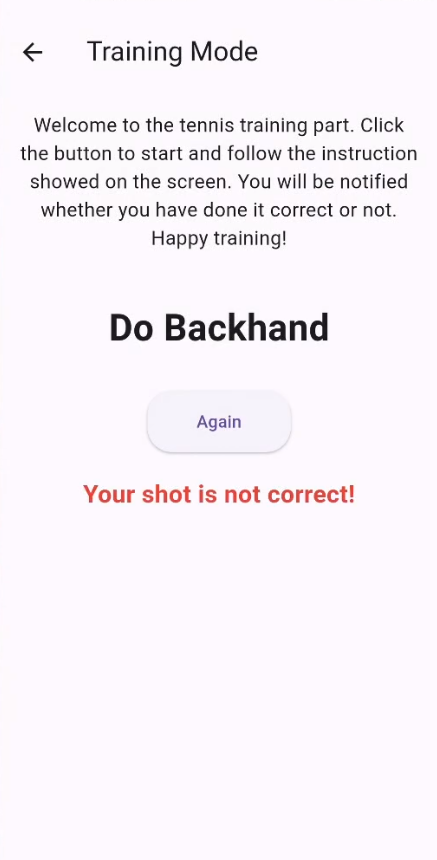 Training Mode
Welcome to the tennis training part. Click
the button to start and follow the instruction
showed on the screen. You will be notified
whether you have done it correct or not.
Happy training!
Do Backhand
Again
Your shot is not correct!